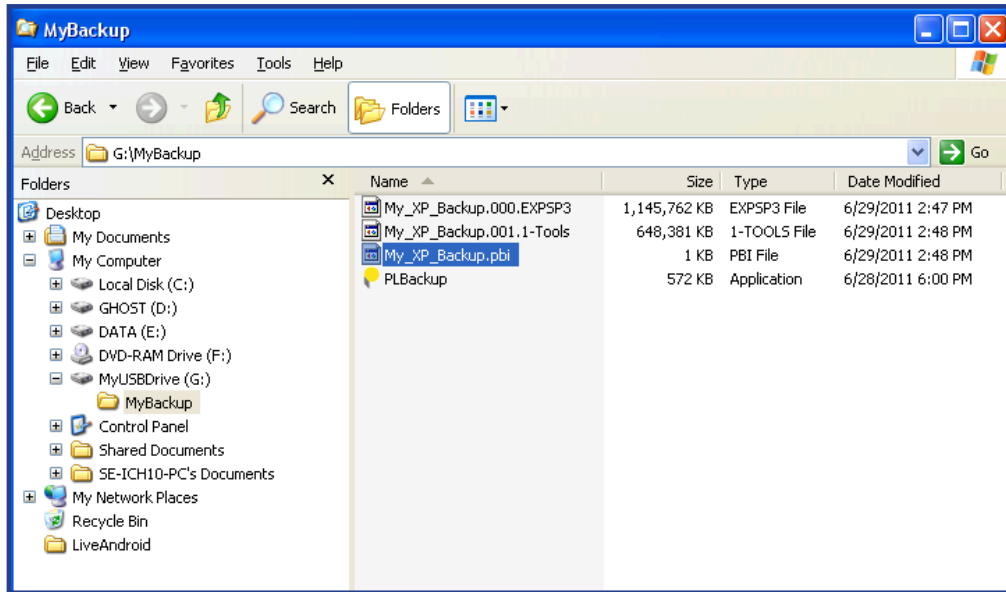 MyBackup
File Edit View Favorites Tools Help
Back Search Folders
Address G:\MyBackup Go
Folders X Name Size Type Date Modified
Desktop
My Documents
My Computer
Local Disk (C:)
GHOST (D:)
DATA (E:)
DVD-RAM Drive (F:)
MyUSBDrive (G:)
MyBackup
Control Panel
Shared Documents
SE-ICH10-PC's Documents
My Network Places
Recycle Bin
LiveAndroid
My_XP_Backup.000.EXPSP3 1,145,762 KB EXPSP3 File 6/29/2011 2:47 PM
My_XP_Backup.001.1-Tools 648,381 KB 1-TOOLS File 6/29/2011 2:48 PM
My_XP_Backup.pbi 1 KB PBI File 6/29/2011 2:48 PM
PLBackup 572 KB Application 6/28/2011 6:00 PM